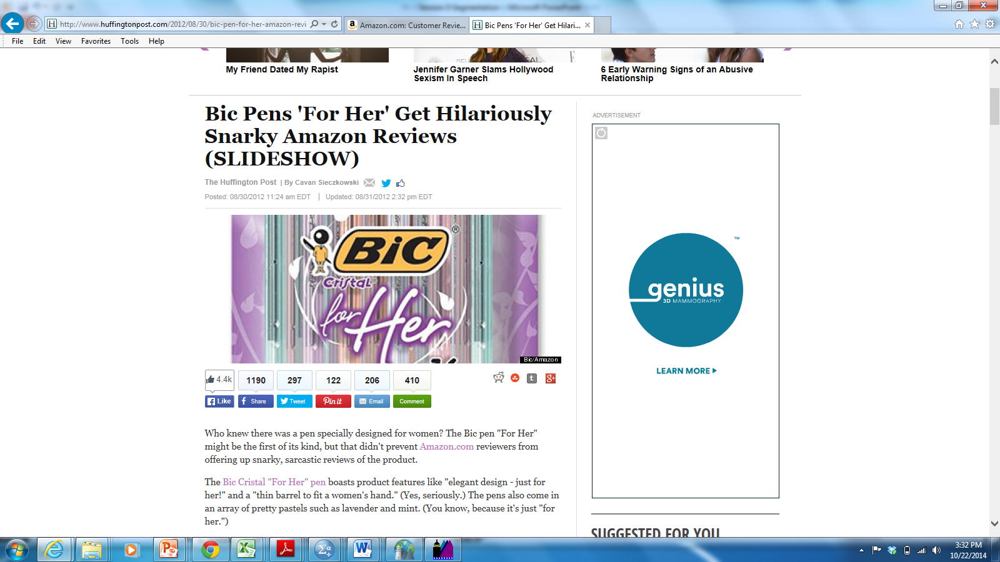 Session 3 Segmentation - Microsoft PowerPoint
http://www.huffingtonpost.com/2012/08/30/bic-pen-for-her-amazon-revi
Amazon.com: Customer Revie...
Bic Pens 'For Her' Get Hilari...
File Edit View Favorites Tools Help
My Friend Dated My Rapist
Jennifer Garner Slams Hollywood
Sexism In Speech
6 Early Warning Signs of an Abusive
Relationship
Bic Pens 'For Her' Get Hilariously
Snarky Amazon Reviews
(SLIDESHOW)
The Huffington Post | By Cavan Sieczkowski
Posted: 08/30/2012 11:24 am EDT | Updated: 08/31/2012 2:32 pm EDT
BIC ®
Cristal
for Her
Bic/Amazon
4.4k 1190 297 122 206 410
Like Share Tweet Pin it Email Comment
Who knew there was a pen specially designed for women? The Bic pen "For Her"
might be the first of its kind, but that didn't prevent Amazon.com reviewers from
offering up snarky, sarcastic reviews of the product.
The Bic Cristal "For Her" pen boasts product features like "elegant design - just for
her!" and a "thin barrel to fit a women's hand." (Yes, seriously.) The pens also come in
an array of pretty pastels such as lavender and mint. (You know, because it's just "for
her.")
ADVERTISEMENT
TM
genius
3D MAMMOGRAPHY
LEARN MORE
SUGGESTED FOR YOU
3:32 PM
10/22/2014